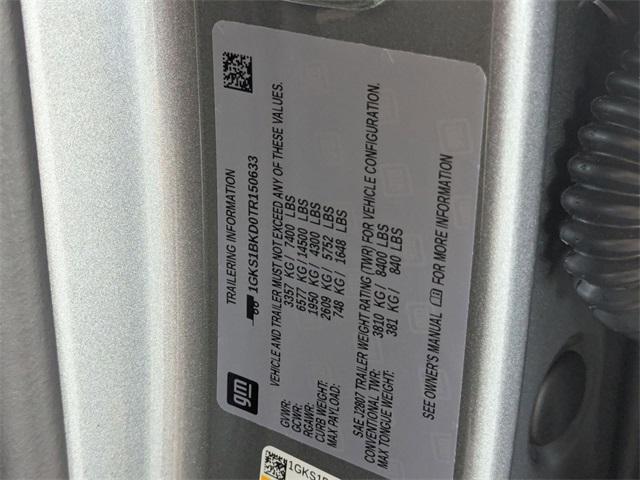 TRAILERING INFORMATION
1GKS1BKD0TR150633
VEHICLE AND TRAILER MUST NOT EXCEED ANY OF THESE VALUES.
GVWR: 3357 KG / 7400 LBS
GCWR: 6577 KG / 14500 LBS
RGAWR: 1950 KG / 4300 LBS
CURB WEIGHT: 2609 KG / 5752 LBS
MAX PAYLOAD: 748 KG / 1648 LBS
SAE J2807 TRAILER WEIGHT RATING (TWR) FOR VEHICLE CONFIGURATION.
CONVENTIONAL TWR: 3810 KG / 8400 LBS
MAX TONGUE WEIGHT: 381 KG / 840 LBS
SEE OWNER'S MANUAL FOR MORE INFORMATION
gm
1GKS1B